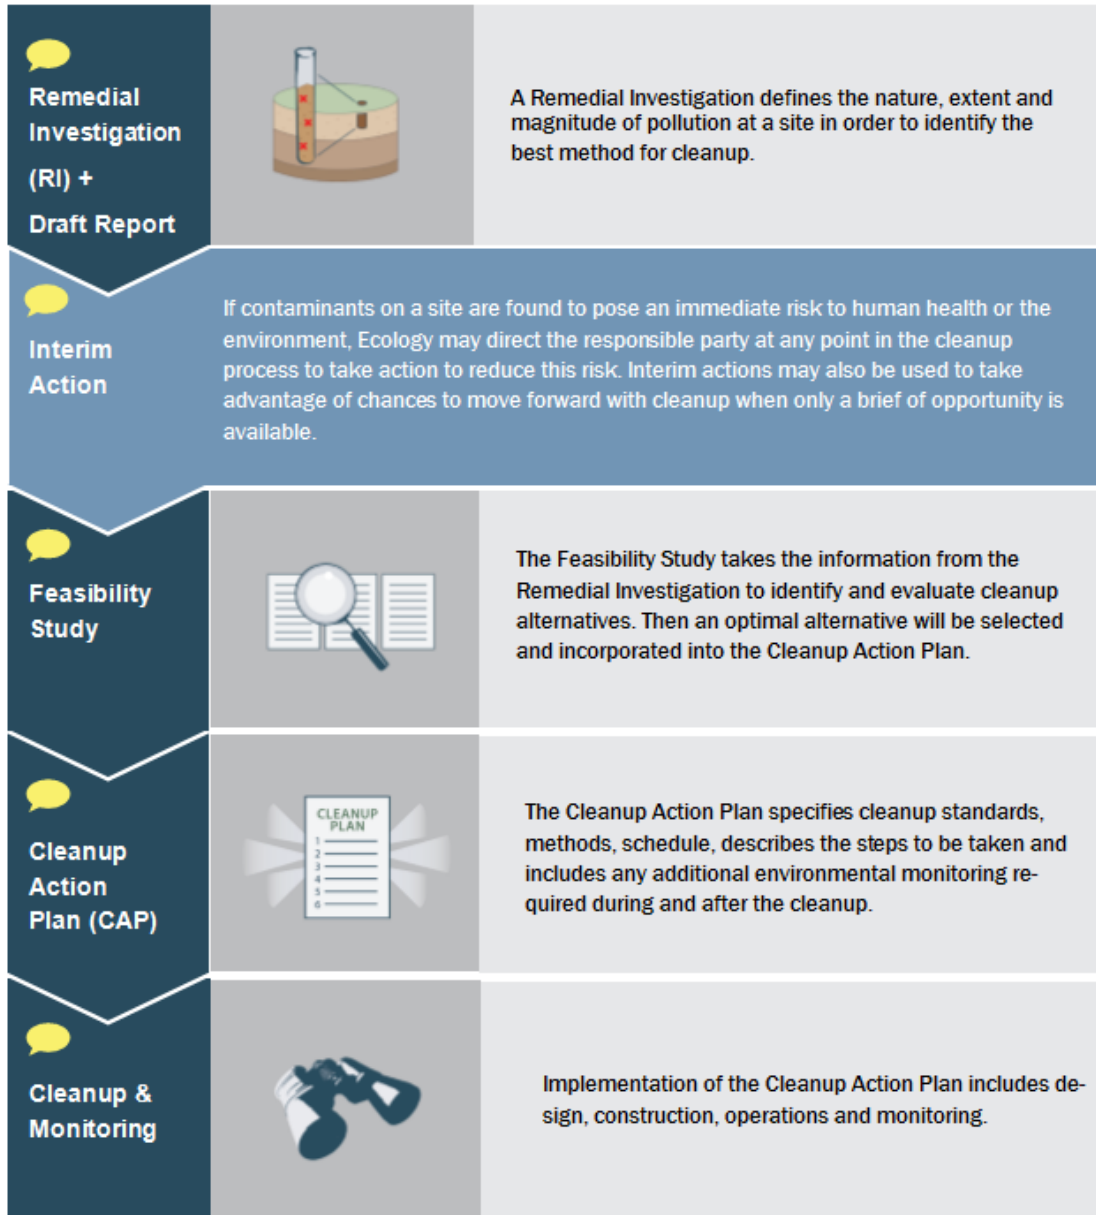 Remedial
Investigation
(RI) +
Draft Report
A Remedial Investigation defines the nature, extent and
magnitude of pollution at a site in order to identify the
best method for cleanup.
Interim
Action
If contaminants on a site are found to pose an immediate risk to human health or the
environment, Ecology may direct the responsible party at any point in the cleanup
process to take action to reduce this risk. Interim actions may also be used to take
advantage of chances to move forward with cleanup when only a brief of opportunity is
available.
Feasibility
Study
The Feasibility Study takes the information from the
Remedial Investigation to identify and evaluate cleanup
alternatives. Then an optimal alternative will be selected
and incorporated into the Cleanup Action Plan.
Cleanup
Action
Plan (CAP)
CLEANUP
PLAN
1
2
3
4
5
6
The Cleanup Action Plan specifies cleanup standards,
methods, schedule, describes the steps to be taken and
includes any additional environmental monitoring re-
quired during and after the cleanup.
Cleanup &
Monitoring
Implementation of the Cleanup Action Plan includes de-
sign, construction, operations and monitoring.